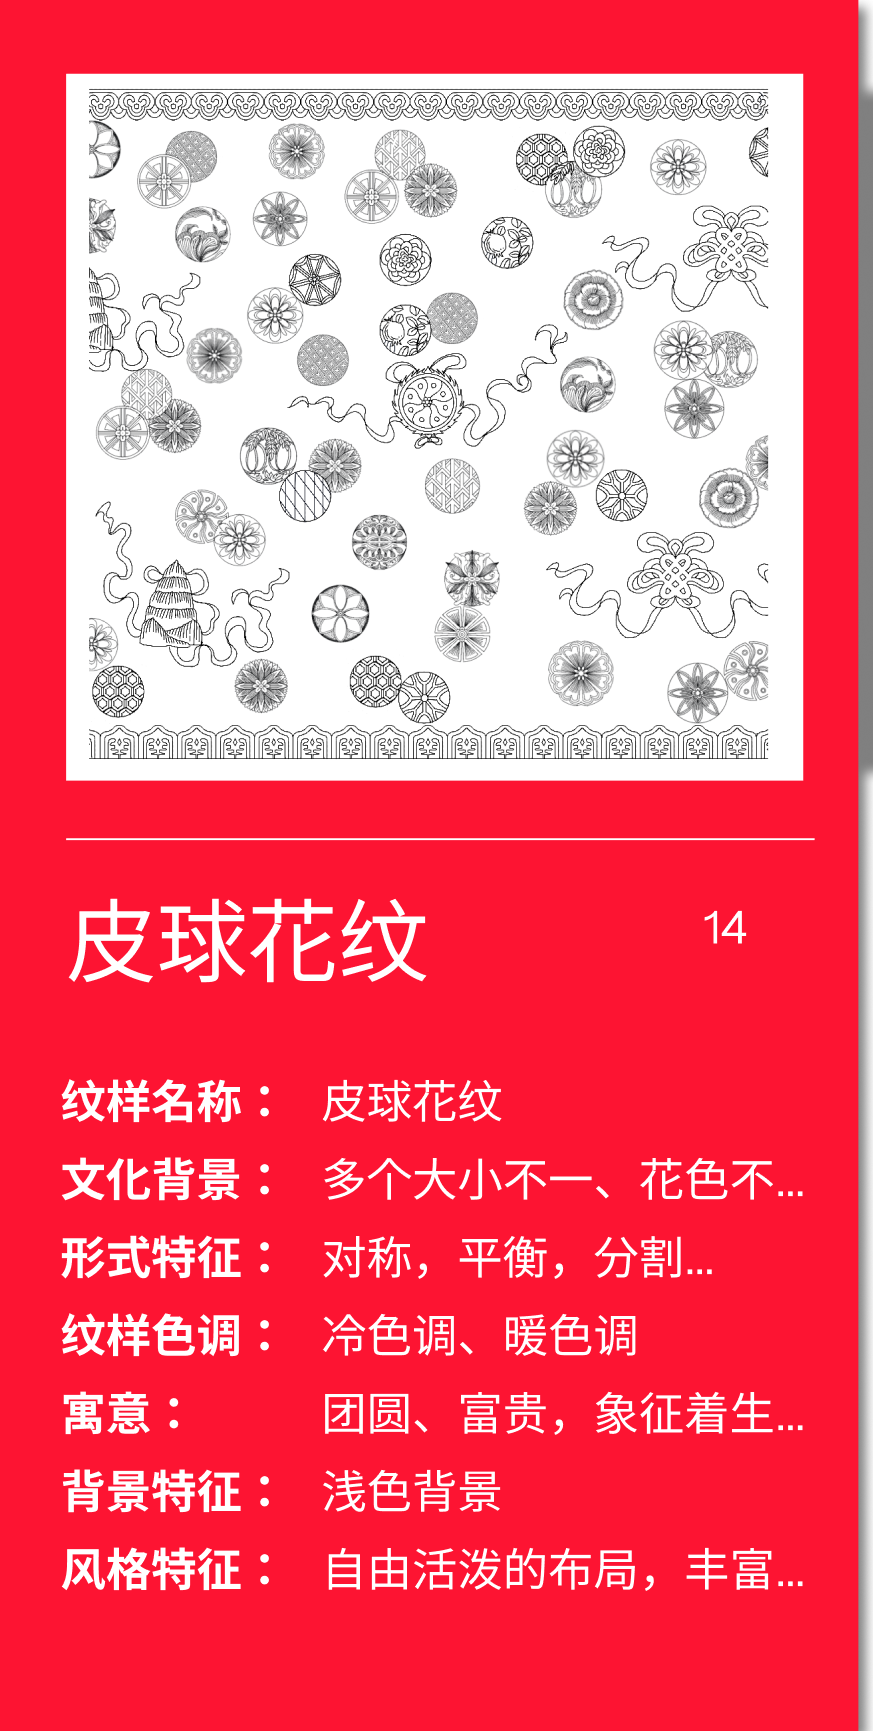 皮球花纹
14
纹样名称： 皮球花纹
文化背景： 多个大小不一、花色不...
形式特征： 对称，平衡，分割...
纹样色调： 冷色调、暖色调
寓意： 团圆、富贵，象征着生...
背景特征： 浅色背景
风格特征： 自由活泼的布局，丰富...